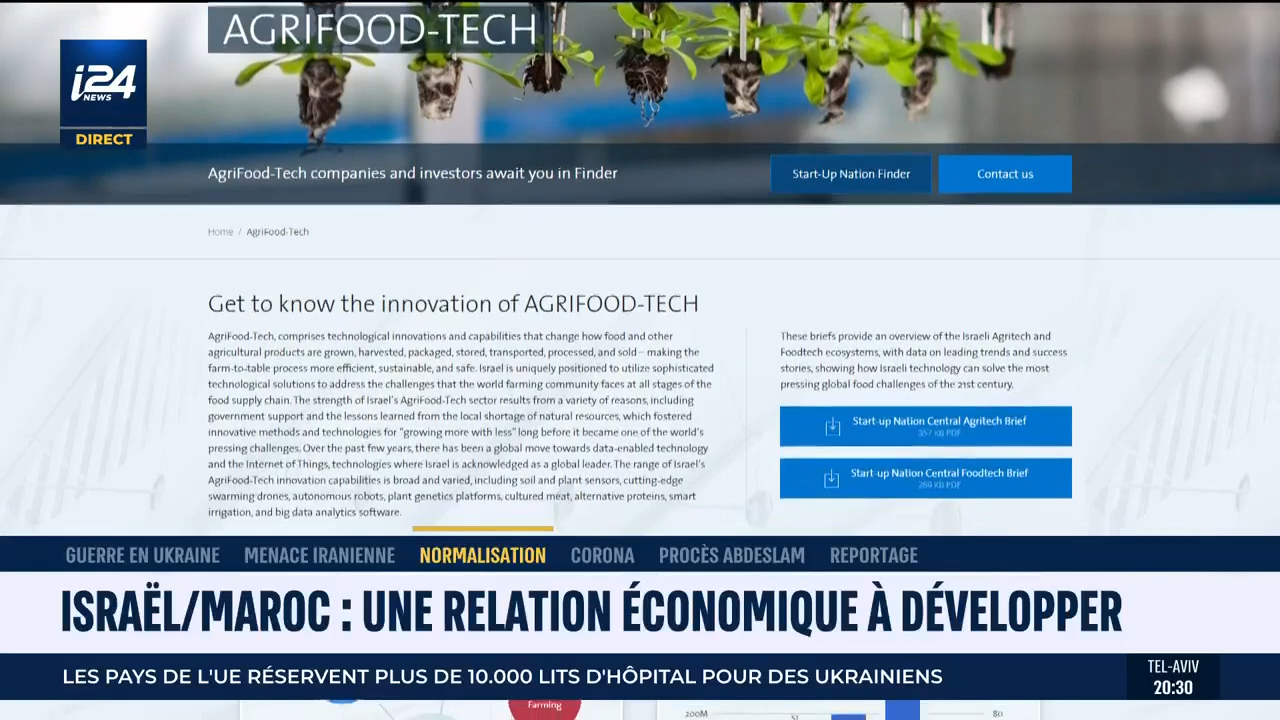 AGRIFOOD-TECH
i24
NEWS
DIRECT
AgriFood-Tech companies and investors await you in Finder
Start-Up Nation Finder
Contact us
Home / AgriFood-Tech
Get to know the innovation of AGRIFOOD-TECH
AgriFood-Tech, comprises technological innovations and capabilities that change how food and other
agricultural products are grown, harvested, packaged, stored, transported, processed, and sold – making the
farm-to-table process more efficient, sustainable, and safe. Israel is uniquely positioned to utilize sophisticated
technological solutions to address the challenges that the world farming community faces at all stages of the
food supply chain. The strength of Israel's AgriFood-Tech sector results from a variety of reasons, including
government support and the lessons learned from the local shortage of natural resources, which fostered
innovative methods and technologies for "growing more with less" long before it became one of the world's
pressing challenges. Over the past few years, there has been a global move towards data-enabled technology
and the Internet of Things, technologies where Israel is acknowledged as a global leader. The range of Israel's
AgriFood-Tech innovation capabilities is broad and varied, including soil and plant sensors, cutting-edge
swarming drones, autonomous robots, plant genetics platforms, cultured meat, alternative proteins, smart
irrigation, and big data analytics software.
These briefs provide an overview of the Israeli Agritech and
Foodtech ecosystems, with data on leading trends and success
stories, showing how Israeli technology can solve the most
pressing global food challenges of the 21st century.
Start-up Nation Central Agritech Brief
357 KB PDF
Start-up Nation Central Foodtech Brief
269 KB PDF
GUERRE EN UKRAINE MENACE IRANIENNE NORMALISATION CORONA PROCÈS ABDESLAM REPORTAGE
ISRAËL/MAROC : UNE RELATION ÉCONOMIQUE À DÉVELOPPER
LES PAYS DE L'UE RÉSERVENT PLUS DE 10.000 LITS D'HÔPITAL POUR DES UKRAINIENS
TEL-AVIV
20:30
Farming
200M
80